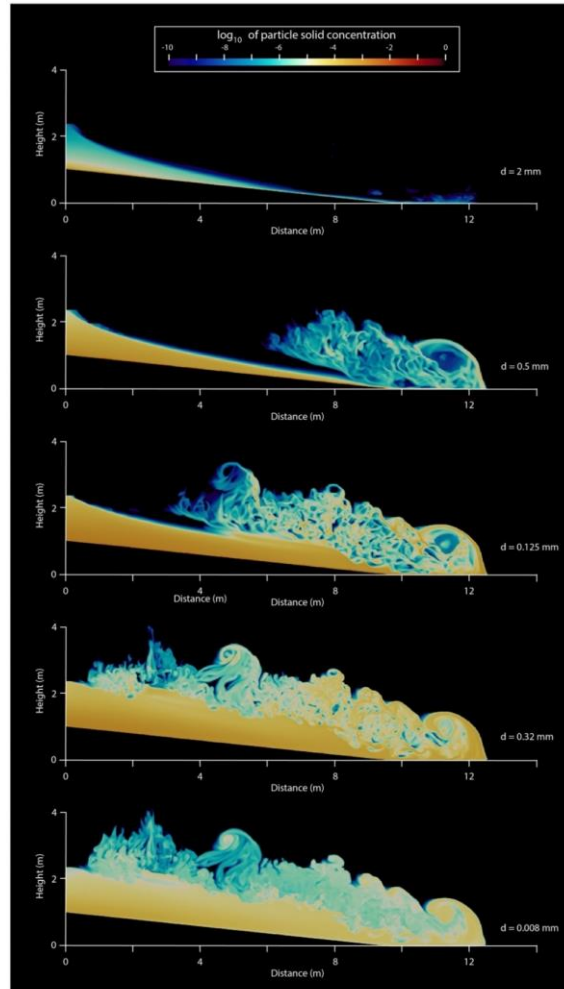 log10 of particle solid concentration
-10 -8 -6 -4 -2 0
4
Height (m)
2
d = 2 mm
0
0 4 8 12
Distance (m)
4
Height (m)
2
d = 0.5 mm
0
0 4 8 12
Distance (m)
4
Height (m)
2
d = 0.125 mm
0
0 4 8 12
Distance (m) Distance (m)
4
Height (m)
2
d = 0.32 mm
0
0 4 8 12
Distance (m)
4
Height (m)
2
d = 0.008 mm
0
0 4 8 12
Distance (m)